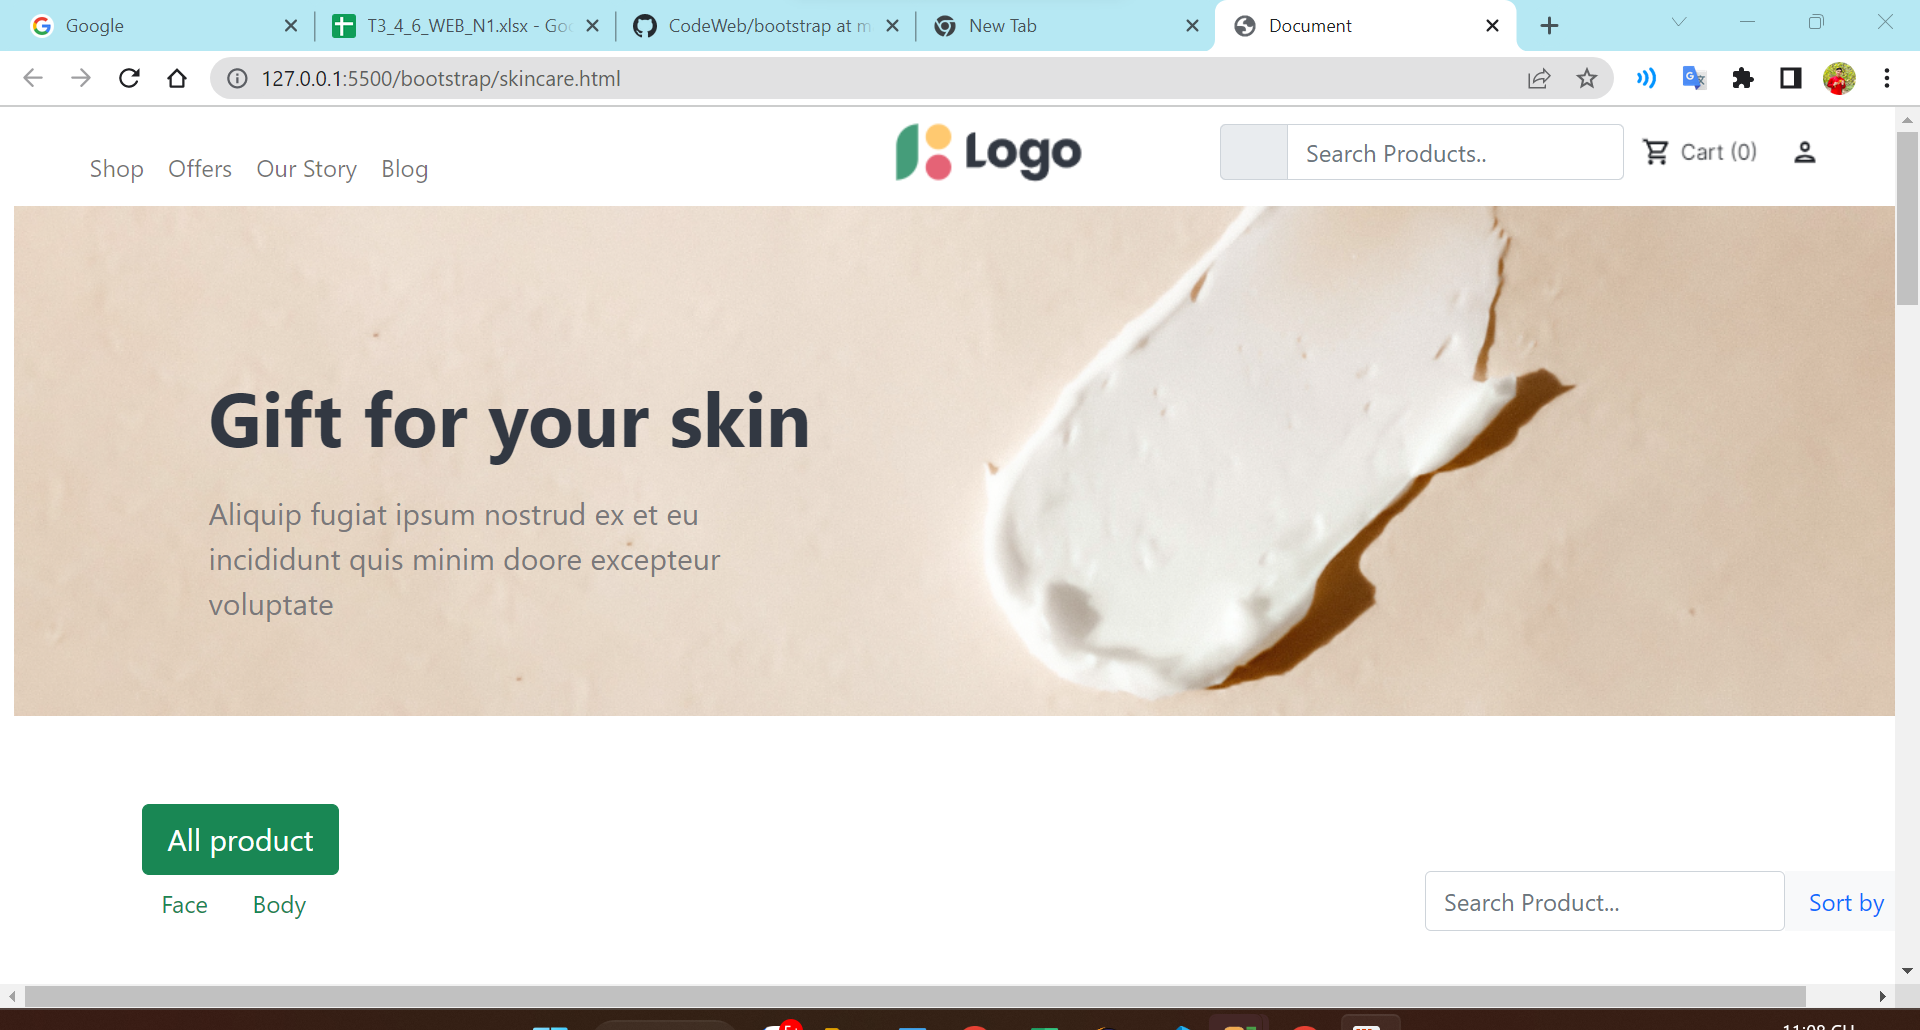 Google
T3_4_6_WEB_N1.xlsx - Goo
CodeWeb/bootstrap at m
New Tab
Document
127.0.0.1:5500/bootstrap/skincare.html
Shop
Offers
Our Story
Blog
Logo
Search Products..
Cart (0)
Gift for your skin
Aliquip fugiat ipsum nostrud ex et eu
incididunt quis minim doore excepteur
voluptate
All product
Face
Body
Search Product...
Sort by